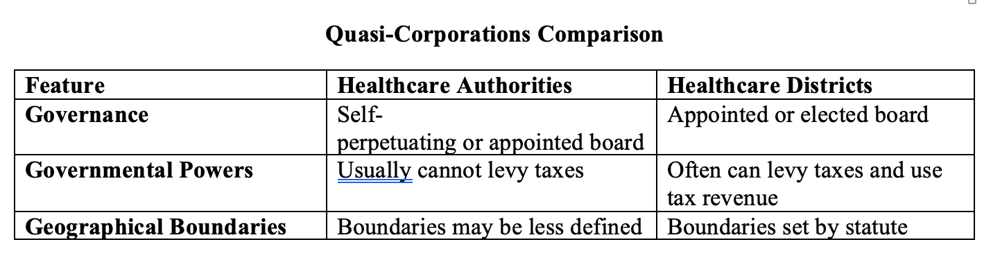 Quasi-Corporations Comparison
Feature
Healthcare Authorities
Healthcare Districts
Governance
Self-
perpetuating or appointed board
Appointed or elected board
Governmental Powers
Usually cannot levy taxes
Often can levy taxes and use
tax revenue
Geographical Boundaries
Boundaries may be less defined
Boundaries set by statute